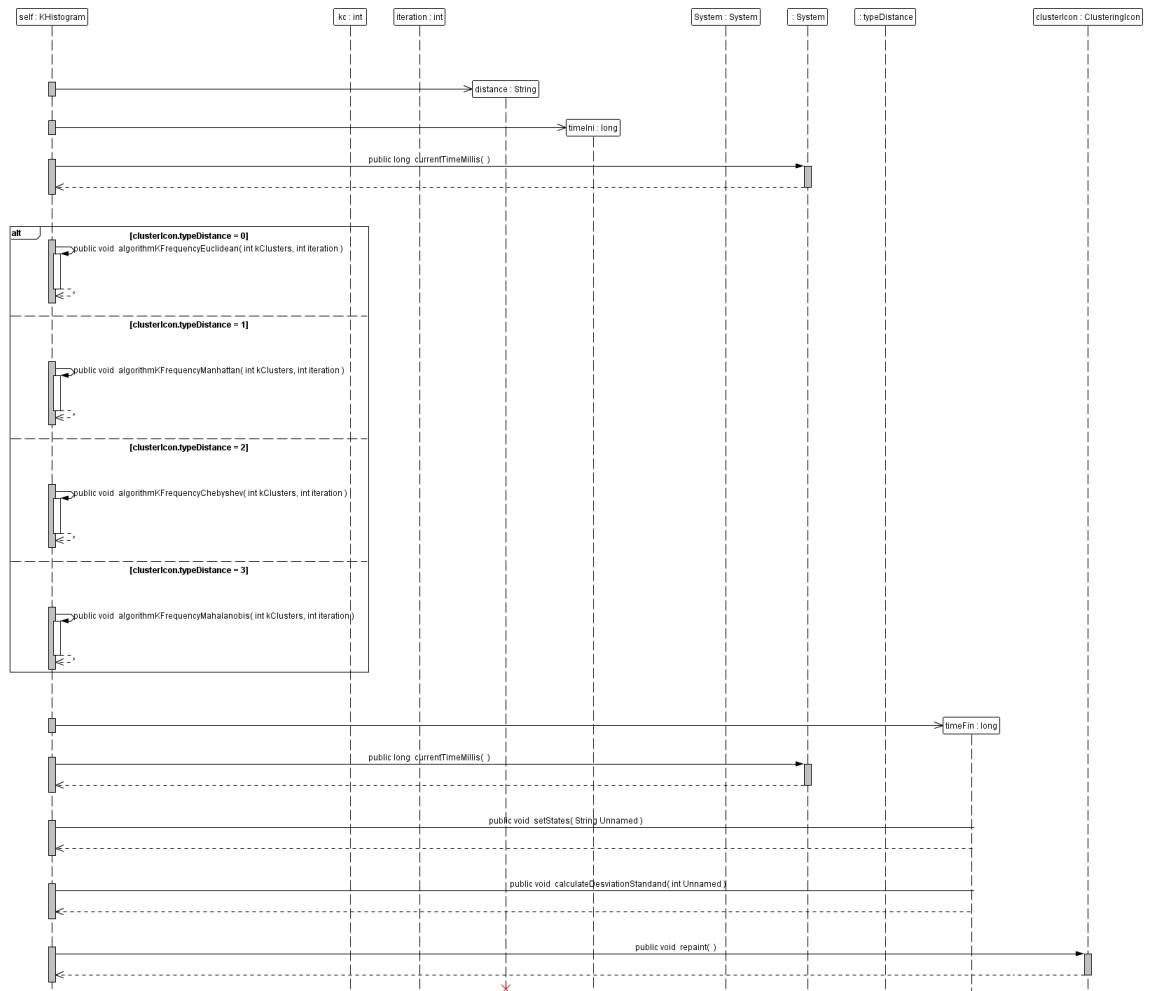 self : KHistogram
kc : int
iteration : int
System : System
: System
: typeDistance
clusterIcon : ClusteringIcon
distance : String
timeIni : long
public long currentTimeMillis( )
alt
[clusterIcon.typeDistance = 0]
public void algorithmKFrequencyEuclidean( int kClusters, int iteration )
[clusterIcon.typeDistance = 1]
public void algorithmKFrequencyManhattan( int kClusters, int iteration )
[clusterIcon.typeDistance = 2]
public void algorithmKFrequencyChebyshev( int kClusters, int iteration )
[clusterIcon.typeDistance = 3]
public void algorithmKFrequencyMahalanobis( int kClusters, int iteration )
timeFin : long
public long currentTimeMillis( )
public void setStates( String Unnamed )
public void calculateDesviationStandand( int Unnamed )
public void repaint( )